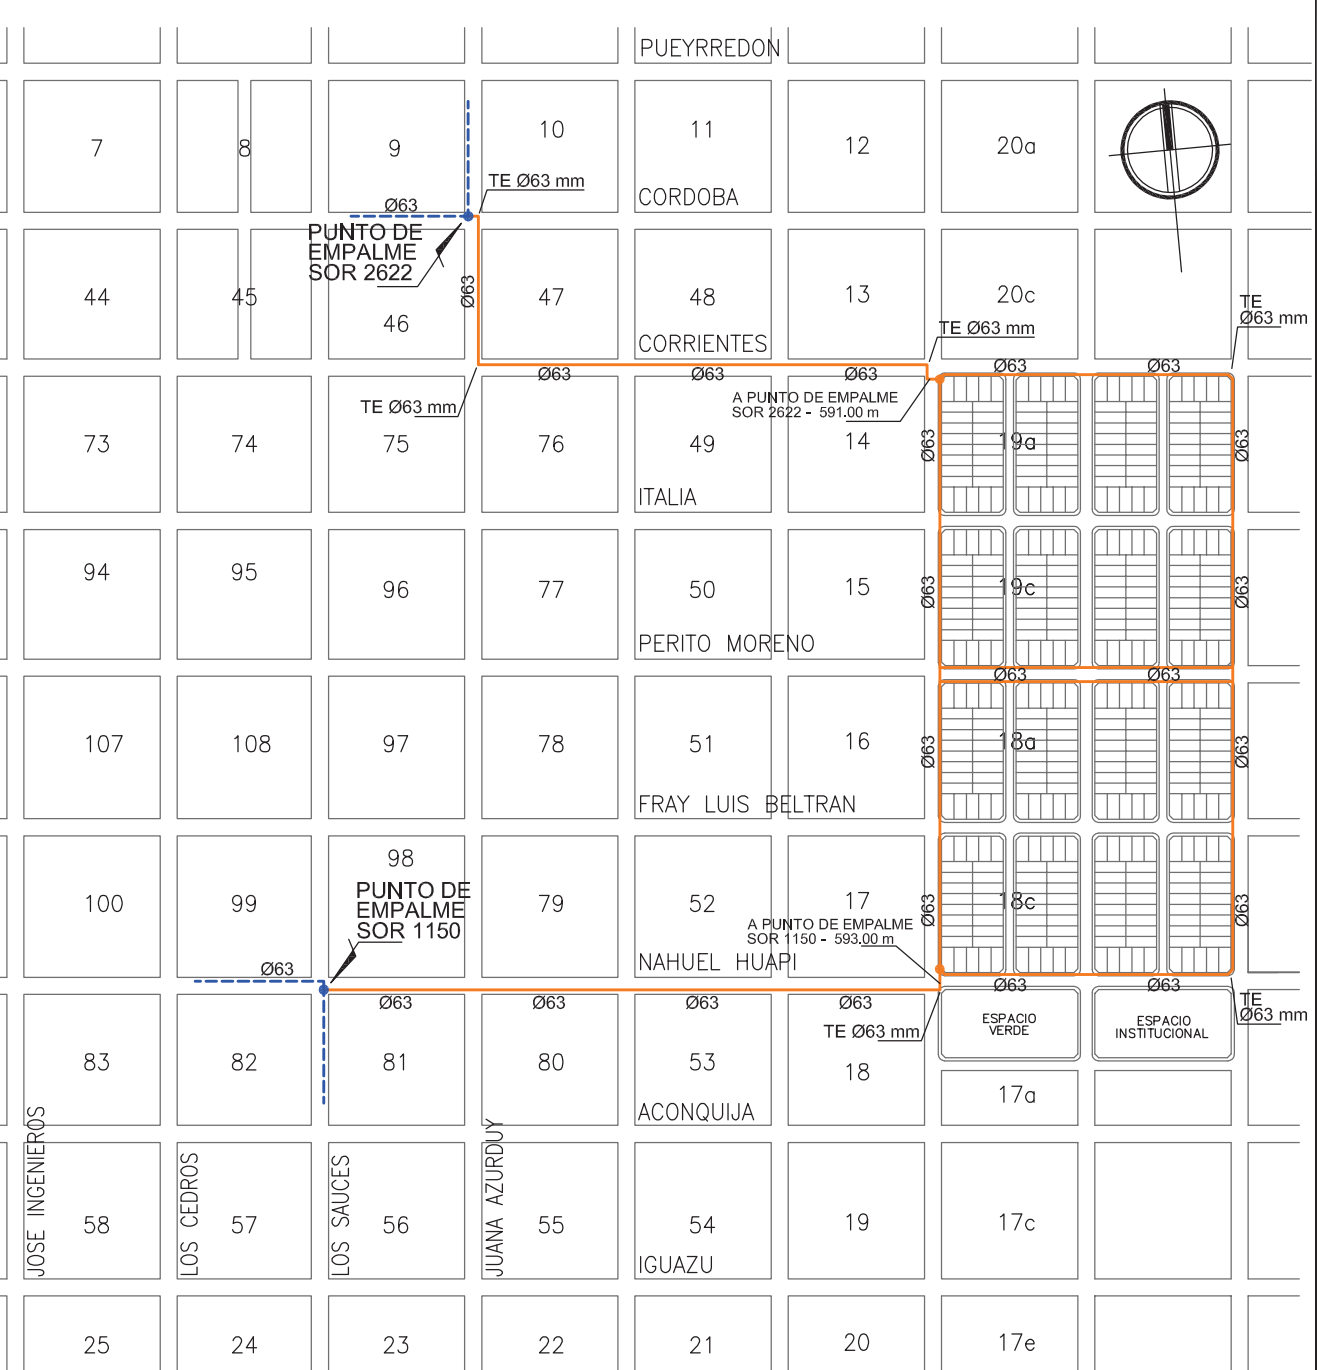 PUEYRREDON
7
8
9
10
11
12
20a
TE Ø63 mm
CORDOBA
Ø63
PUNTO DE
EMPALME
SOR 2622
Ø63
44
45
46
47
48
13
20c
TE
Ø63 mm
TE Ø63 mm
CORRIENTES
Ø63
Ø63
Ø63
Ø63
Ø63
A PUNTO DE EMPALME
SOR 2622 - 591.00 m
TE Ø63 mm
73
74
75
76
49
14
Ø63
19a
Ø63
ITALIA
94
95
96
77
50
15
Ø63
19c
Ø63
PERITO MORENO
Ø63
Ø63
107
108
97
78
51
16
Ø63
18a
Ø63
FRAY LUIS BELTRAN
98
PUNTO DE
EMPALME
SOR 1150
100
99
79
52
17
Ø63
18c
Ø63
A PUNTO DE EMPALME
SOR 1150 - 593.00 m
NAHUEL HUAPI
Ø63
Ø63
Ø63
Ø63
Ø63
Ø63
Ø63
TE
Ø63 mm
TE Ø63 mm
ESPACIO
VERDE
ESPACIO
INSTITUCIONAL
83
82
81
80
53
18
17a
ACONQUIJA
JOSE INGENIEROS
LOS CEDROS
LOS SAUCES
JUANA AZURDUY
58
57
56
55
54
19
17c
IGUAZU
25
24
23
22
21
20
17e